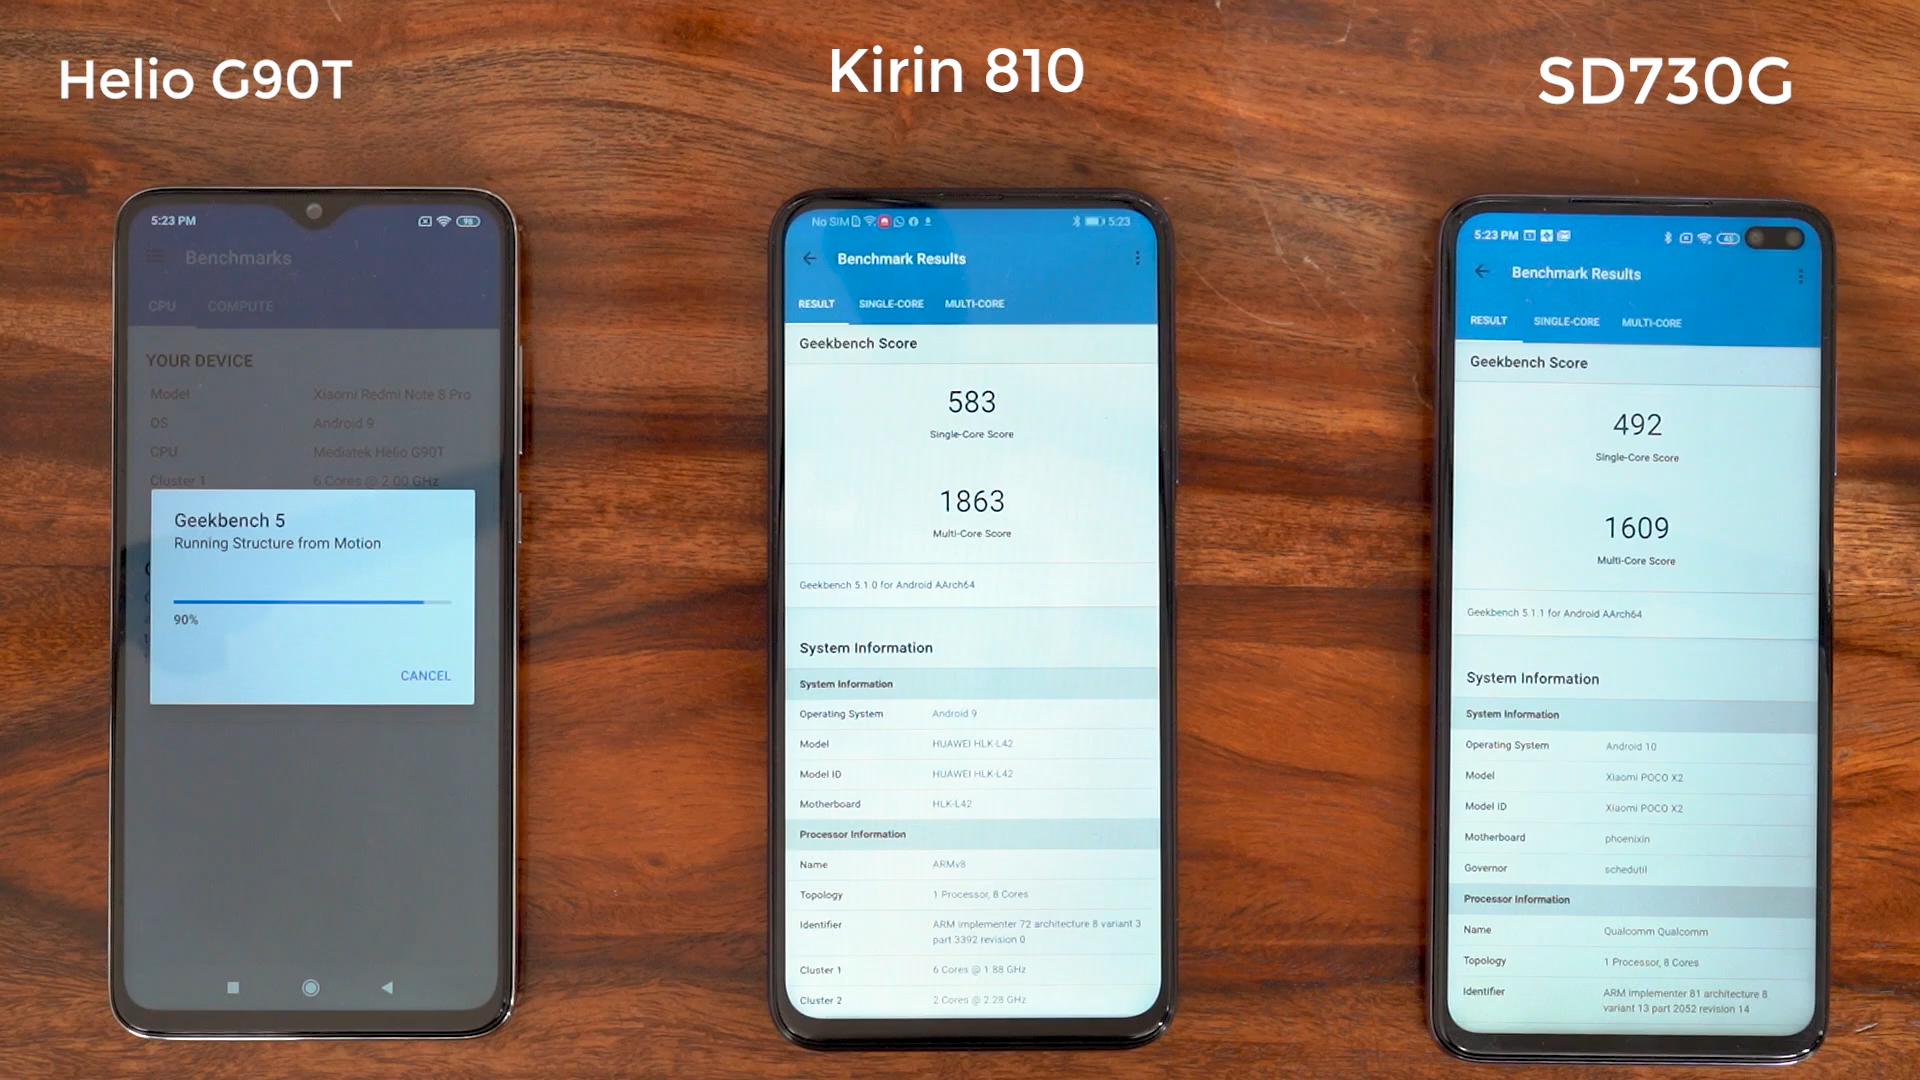 Helio G90T
Kirin 810
SD730G
5:23 PM
98
Benchmarks
CPU COMPUTE
YOUR DEVICE
Model Xiaomi Redmi Note 8 Pro
OS Android 9
CPU Mediatek Helio G90T
Cluster 1 6 Cores @ 2.00 GHz
Geekbench 5
Running Structure from Motion
90%
CANCEL
No SIM 5:23
Benchmark Results
RESULT SINGLE-CORE MULTI-CORE
Geekbench Score
583
Single-Core Score
1863
Multi-Core Score
Geekbench 5.1.0 for Android AArch64
System Information
System Information
Operating System Android 9
Model HUAWEI HLK-L42
Model ID HUAWEI HLK-L42
Motherboard HLK-L42
Processor Information
Name ARMv8
Topology 1 Processor, 8 Cores
Identifier ARM implementer 72 architecture 8 variant 3
part 3392 revision 0
Cluster 1 6 Cores @ 1.88 GHz
Cluster 2 2 Cores @ 2.28 GHz
5:23 PM
45
Benchmark Results
RESULT SINGLE-CORE MULTI-CORE
Geekbench Score
492
Single-Core Score
1609
Multi-Core Score
Geekbench 5.1.1 for Android AArch64
System Information
System Information
Operating System Android 10
Model Xiaomi POCO X2
Model ID Xiaomi POCO X2
Motherboard phoenixin
Governor schedutil
Processor Information
Name Qualcomm Qualcomm
Topology 1 Processor, 8 Cores
Identifier ARM implementer 81 architecture 8
variant 13 part 2052 revision 14